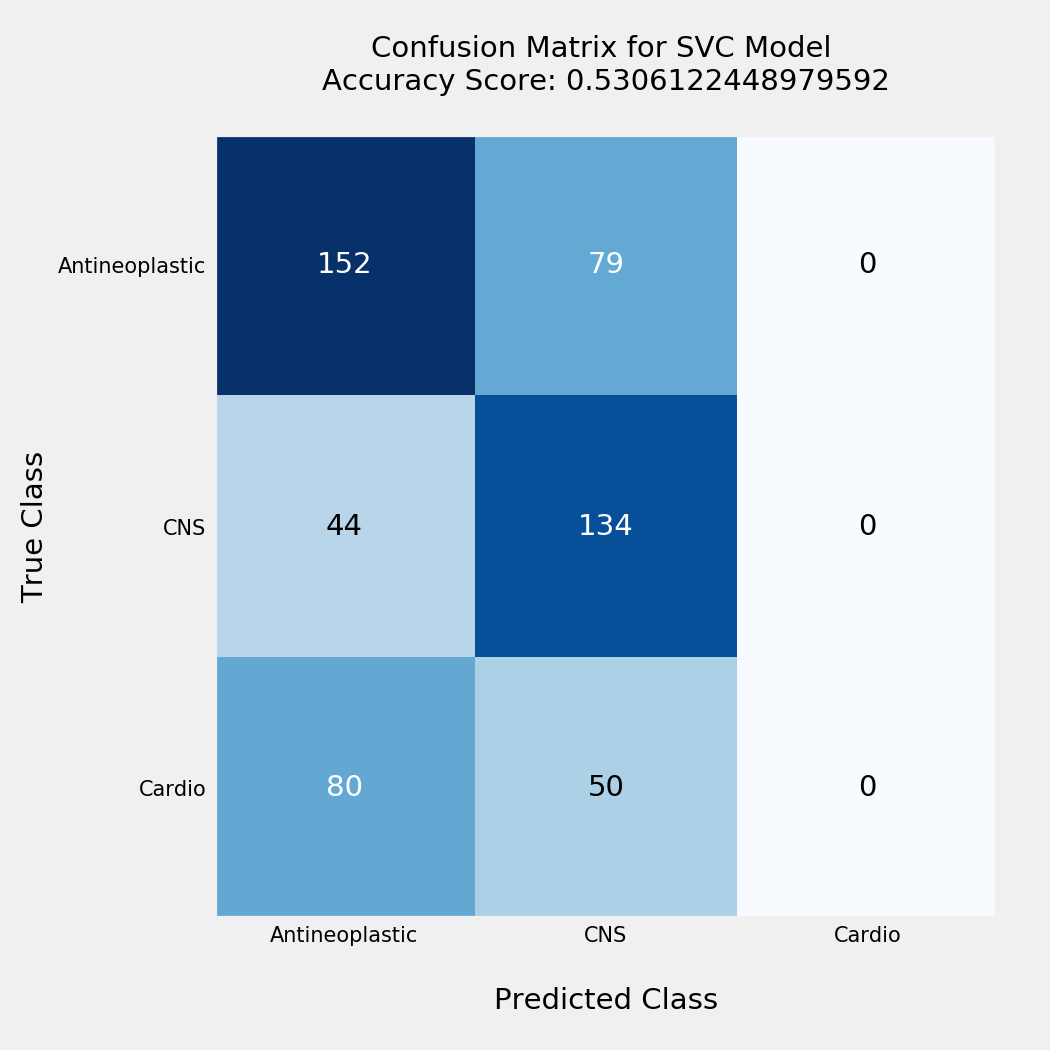 Confusion Matrix for SVC Model
Accuracy Score: 0.5306122448979592
Antineoplastic 152 79 0
CNS 44 134 0
Cardio 80 50 0
True Class
Antineoplastic CNS Cardio
Predicted Class